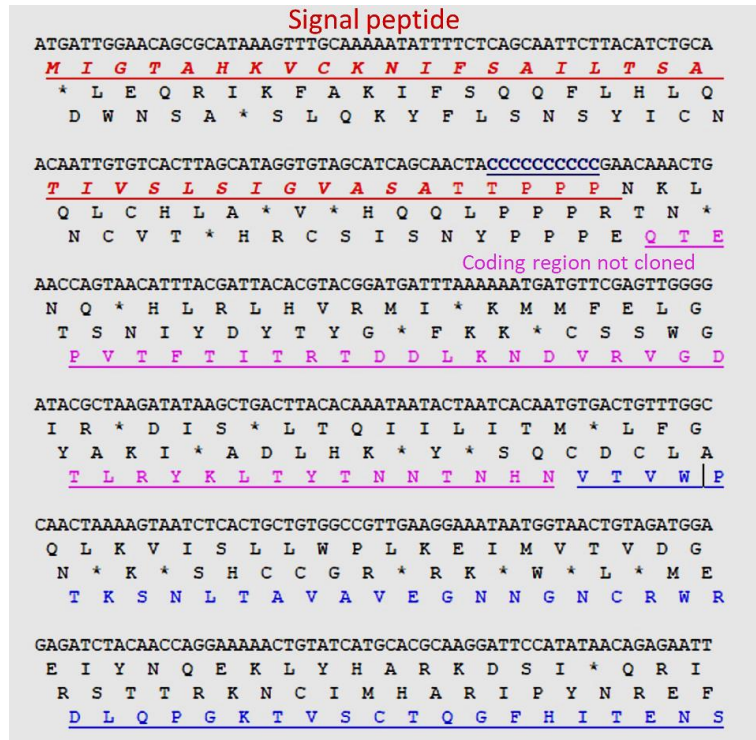 Signal peptide
ATGATTGGAACAGCGCATAAAGTTTGCAAAAATATTTTCTCAGCAATTCTTACATCTGCA
M I G T A H K V C K N I F S A I L T S A
* L E Q R I K F A K I F S Q Q F L H L Q
D W N S A * S L Q K Y F L S N S Y I C N
ACAATTGTGTCACTTAGCATAGGTGTAGCATCAGCAACTACCCCCCCCCCGAACAAACTG
T I V S L S I G V A S A T T P P P N K L
Q L C H L A * V * H Q Q L P P P R T N *
N C V T * H R C S I S N Y P P P E Q T E
Coding region not cloned
AACCAGTAACATTTACGATTACACGTACGGATGATTTAAAAAATGATGTTCGAGTTGGGG
N Q * H L R L H V R M I * K M M F E L G
T S N I Y D Y T Y G * F K K * C S S W G
P V T F T I T R T D D L K N D V R V G D
ATACGCTAAGATATAAGCTGACTTACACAAATAATACTAATCACAATGTGACTGTTTGGC
I R * D I S * L T Q I I L I T M * L F G
Y A K I * A D L H K * Y * S Q C D C L A
T L R Y K L T Y T N N T N H N V T V W P
CAACTAAAAGTAATCTCACTGCTGTGGCCGTTGAAGGAAATAATGGTAACTGTAGATGGA
Q L K V I S L L W P L K E I M V T V D G
N * K * S H C C G R * R K * W * L * M E
T K S N L T A V A V E G N N G N C R W R
GAGATCTACAACCAGGAAAAACTGTATCATGCACGCAAGGATTCCATATAACAGAGAATT
E I Y N Q E K L Y H A R K D S I * Q R I
R S T T R K N C I M H A R I P Y N R E F
D L Q P G K T V S C T Q G F H I T E N S